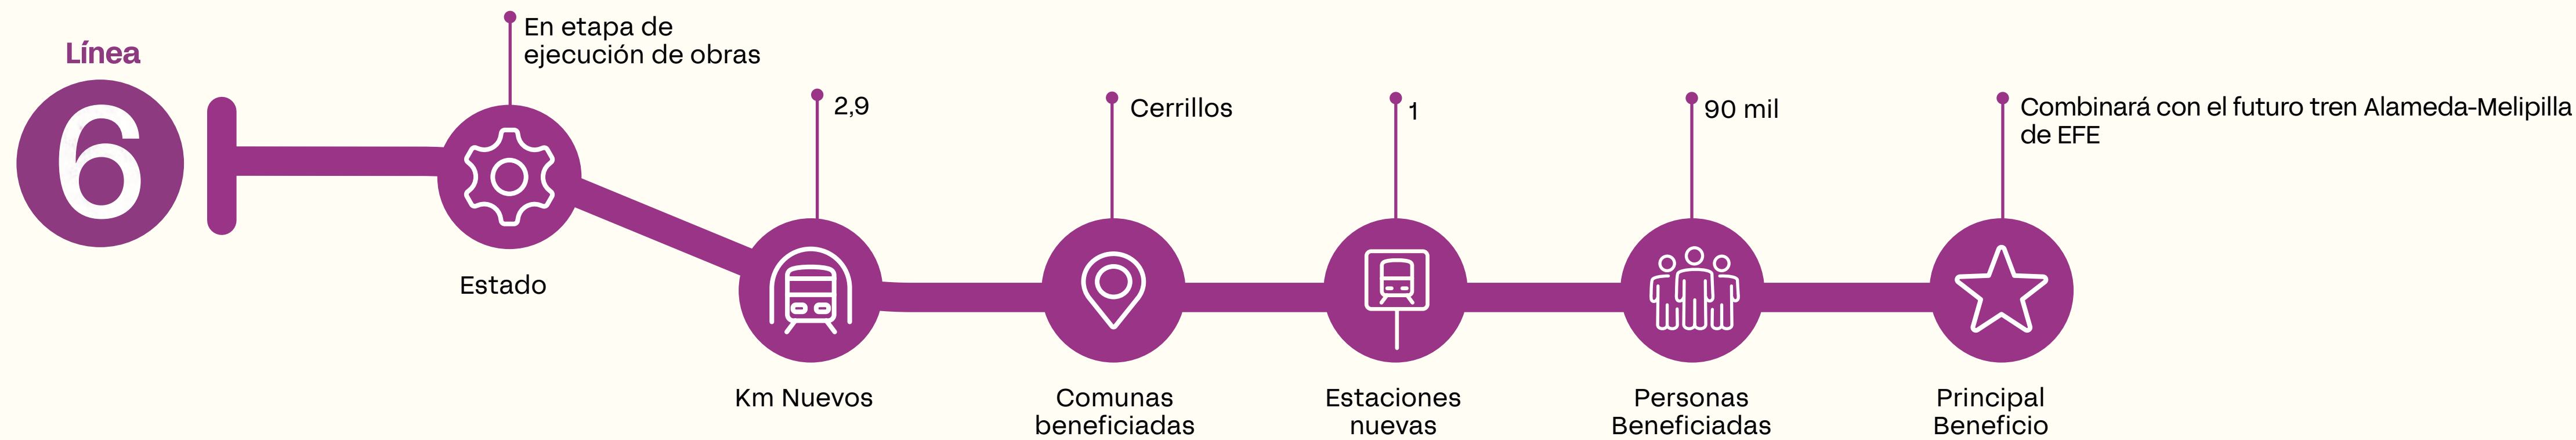 Línea
6
En etapa de
ejecución de obras
Estado
2,9
Km Nuevos
Cerrillos
Comunas
beneficiadas
1
Estaciones
nuevas
90 mil
Personas
Beneficiadas
Combinará con el futuro tren Alameda-Melipilla
de EFE
Principal
Beneficio